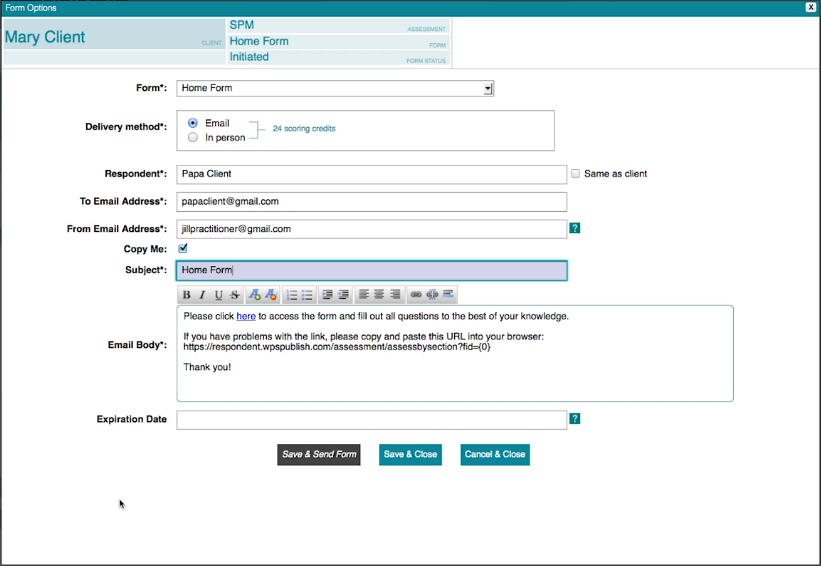 Form Options X
Mary Client CLIENT
SPM ASSESSMENT
Home Form FORM
Initiated FORM STATUS
Form*: Home Form
Delivery method*: Email
In person
24 scoring credits
Respondent*: Papa Client Same as client
To Email Address*: papaclient@gmail.com
From Email Address*: jillpractitioner@gmail.com ?
Copy Me:
Subject*: Home Form
B I U S
Email Body*:
Please click here to access the form and fill out all questions to the best of your knowledge.
If you have problems with the link, please copy and paste this URL into your browser:
https://respondent.wpspublish.com/assessment/assessbysection?fid={0}
Thank you!
Expiration Date ?
Save & Send Form Save & Close Cancel & Close